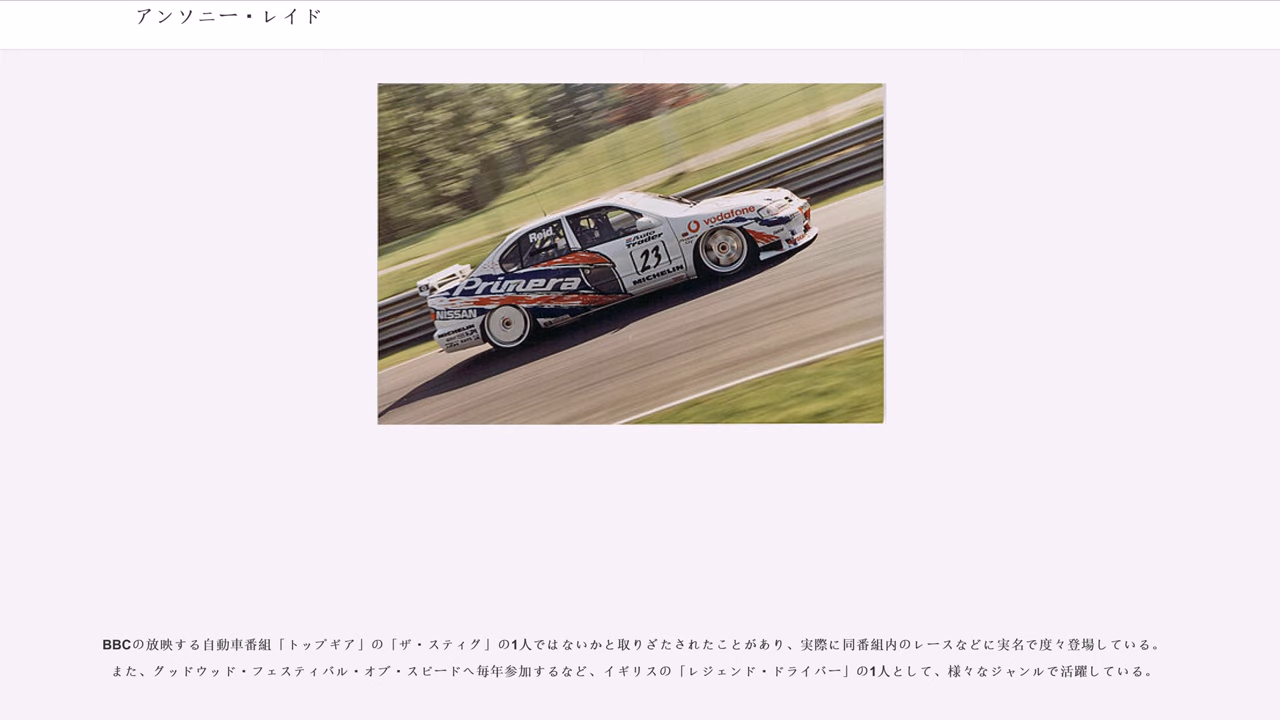 アンソニー・レイド
Reid
vodafone
Auto
Trader
23
MICHELIN
Primera
NISSAN
MICHELIN
BBCの放映する自動車番組「トップギア」の「ザ・スティグ」の1人ではないかと取りざたされたことがあり、実際に同番組内のレースなどに実名で度々登場している。
また、グッドウッド・フェスティバル・オブ・スピードへ毎年参加するなど、イギリスの「レジェンド・ドライバー」の1人として、様々なジャンルで活躍している。